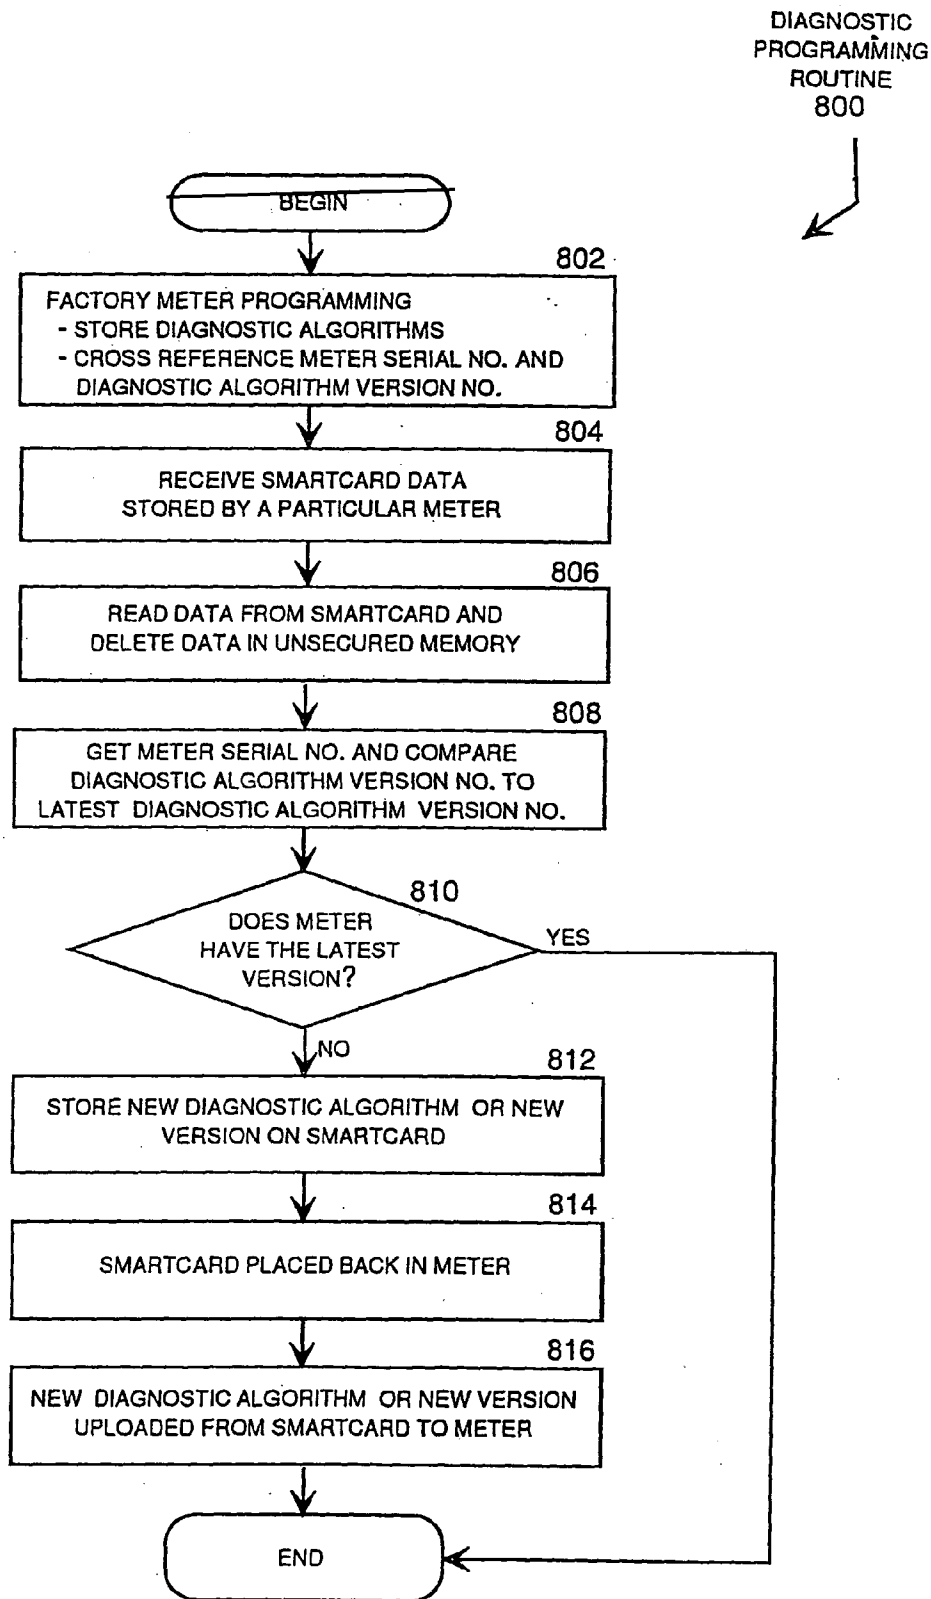 DIAGNOSTIC
PROGRAMMING
ROUTINE
800
BEGIN
802
FACTORY METER PROGRAMMING
- STORE DIAGNOSTIC ALGORITHMS
- CROSS REFERENCE METER SERIAL NO. AND
DIAGNOSTIC ALGORITHM VERSION NO.
804
RECEIVE SMARTCARD DATA
STORED BY A PARTICULAR METER
806
READ DATA FROM SMARTCARD AND
DELETE DATA IN UNSECURED MEMORY
808
GET METER SERIAL NO. AND COMPARE
DIAGNOSTIC ALGORITHM VERSION NO. TO
LATEST DIAGNOSTIC ALGORITHM VERSION NO.
810
DOES METER
HAVE THE LATEST
VERSION?
YES
NO
812
STORE NEW DIAGNOSTIC ALGORITHM OR NEW
VERSION ON SMARTCARD
814
SMARTCARD PLACED BACK IN METER
816
NEW DIAGNOSTIC ALGORITHM OR NEW VERSION
UPLOADED FROM SMARTCARD TO METER
END